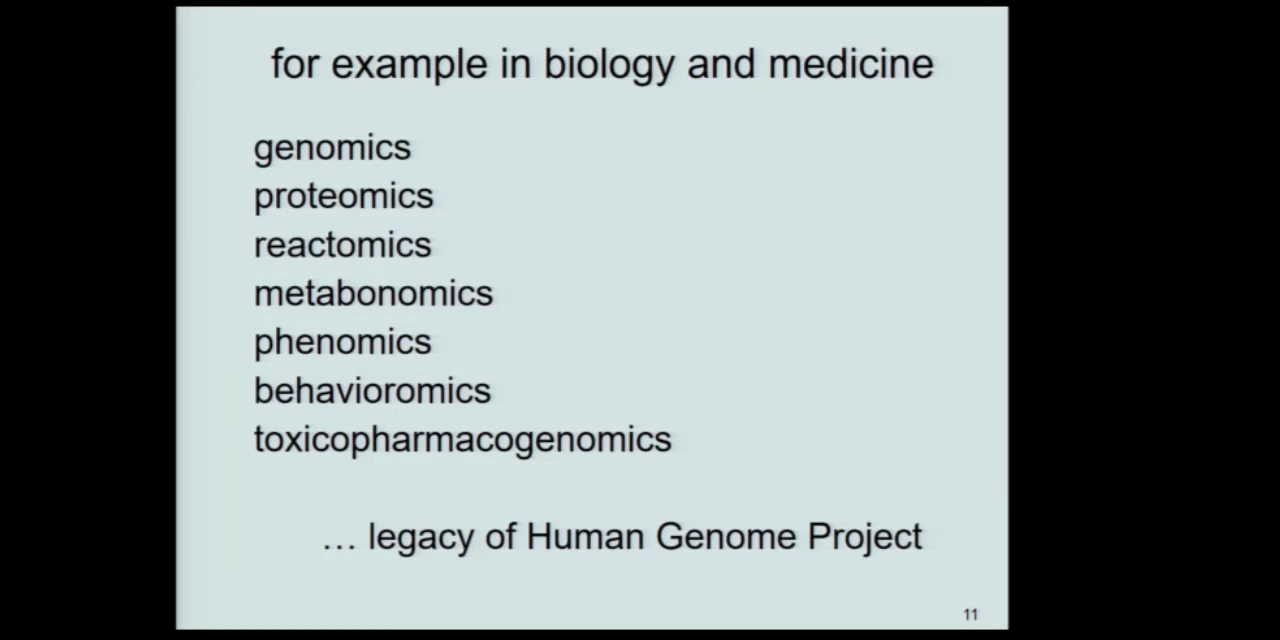 for example in biology and medicine
genomics
proteomics
reactomics
metabonomics
phenomics
behavioromics
toxicopharmacogenomics
… legacy of Human Genome Project
11